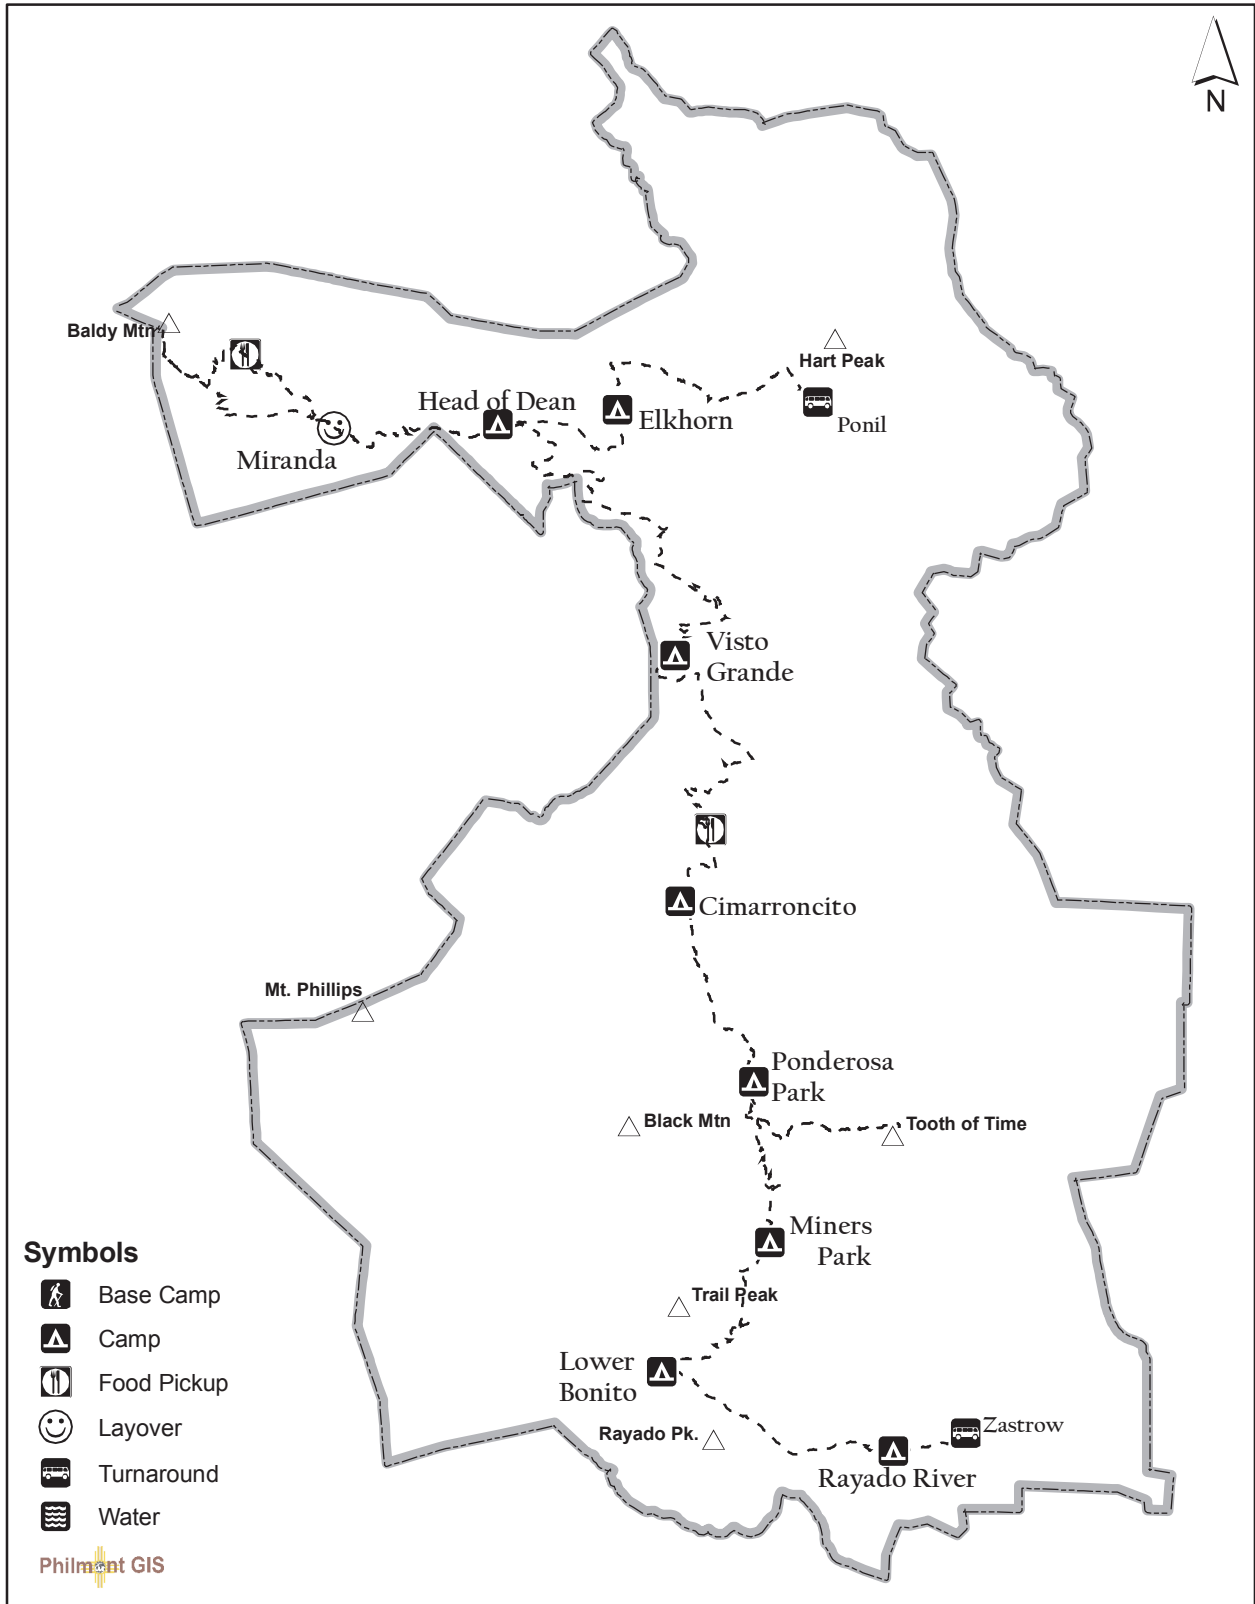 N
Baldy Mtn
Hart Peak
Head of Dean
Elkhorn
Ponil
Miranda
Visto
Grande
Cimarroncito
Mt. Phillips
Ponderosa
Park
Black Mtn
Tooth of Time
Miners
Park
Trail Peak
Lower
Bonito
Rayado Pk.
Zastrow
Rayado River
Symbols
Base Camp
Camp
Food Pickup
Layover
Turnaround
Water
Philmont GIS